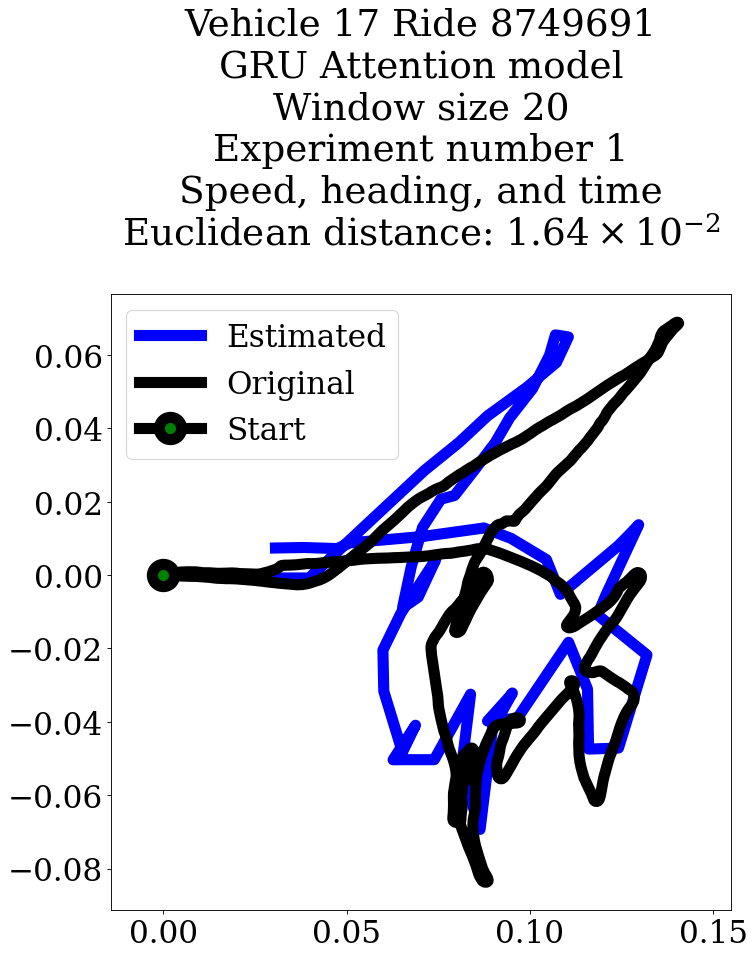 Vehicle 17 Ride 8749691
GRU Attention model
Window size 20
Experiment number 1
Speed, heading, and time
Euclidean distance: 1.64 × 10⁻²
Estimated
Original
Start
0.06
0.04
0.02
0.00
−0.02
−0.04
−0.06
−0.08
0.00 0.05 0.10 0.15